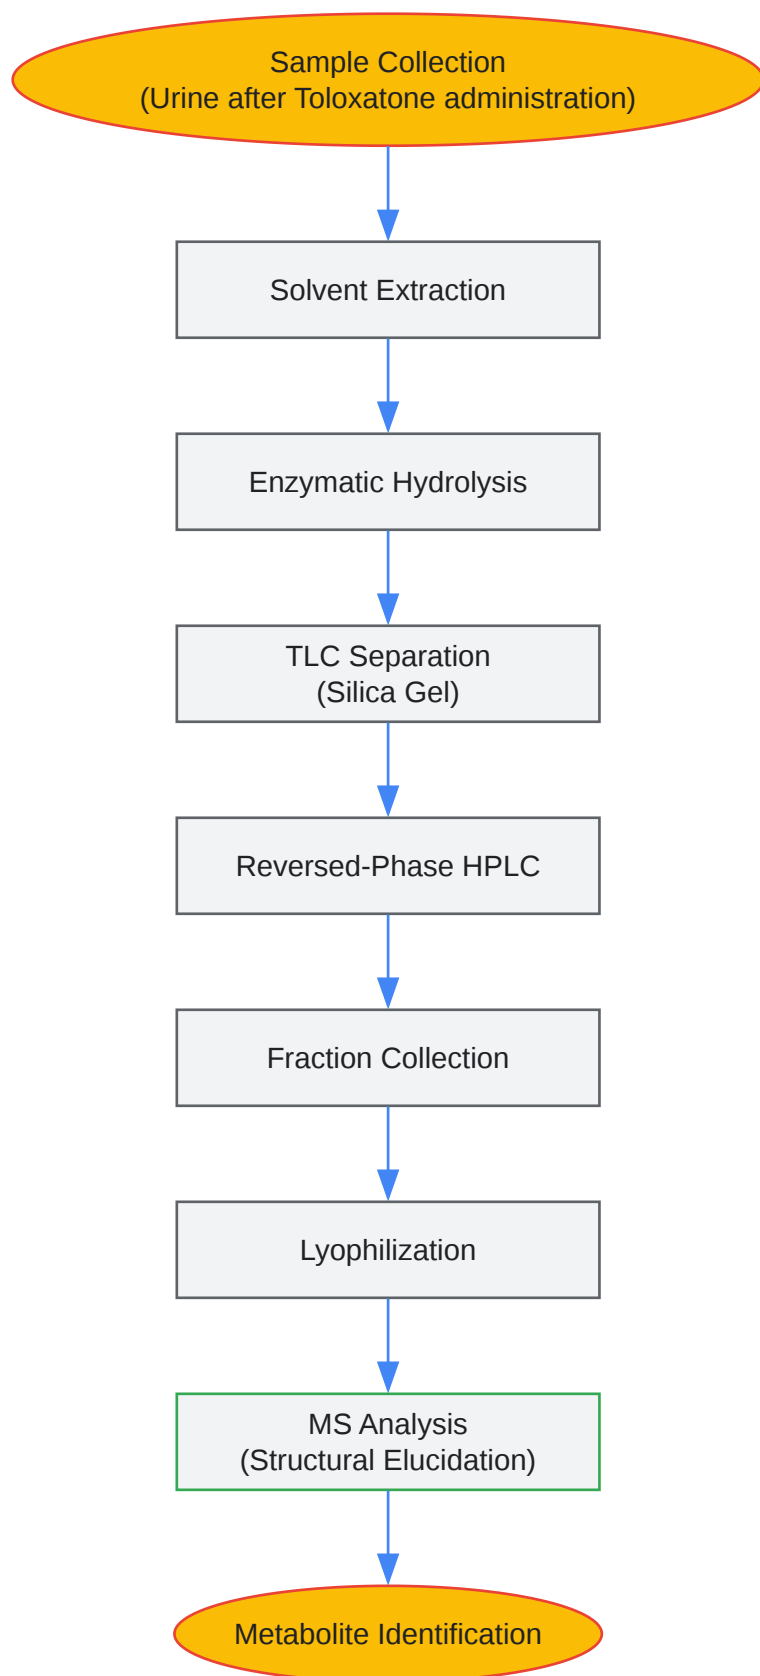 Sample Collection
(Urine after Toloxatone administration)
Solvent Extraction
Enzymatic Hydrolysis
TLC Separation
(Silica Gel)
Reversed-Phase HPLC
Fraction Collection
Lyophilization
MS Analysis
(Structural Elucidation)
Metabolite Identification